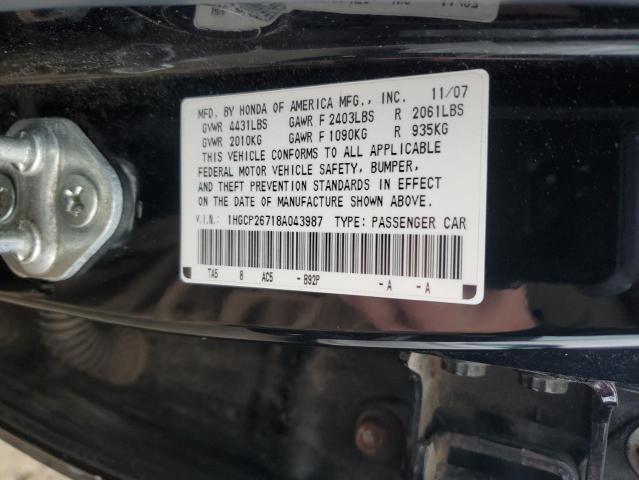 MFD. BY HONDA OF AMERICA MFG., INC. 11/07
GVWR 4431LBS GAWR F 2403LBS R 2061LBS
GVWR 2010KG GAWR F 1090KG R 935KG
THIS VEHICLE CONFORMS TO ALL APPLICABLE
FEDERAL MOTOR VEHICLE SAFETY, BUMPER,
AND THEFT PREVENTION STANDARDS IN EFFECT
ON THE DATE OF MANUFACTURE SHOWN ABOVE.
V.I.N.: 1HGCP26718A043987 TYPE: PASSENGER CAR
TA5 8 AC5 - B92P - A - A